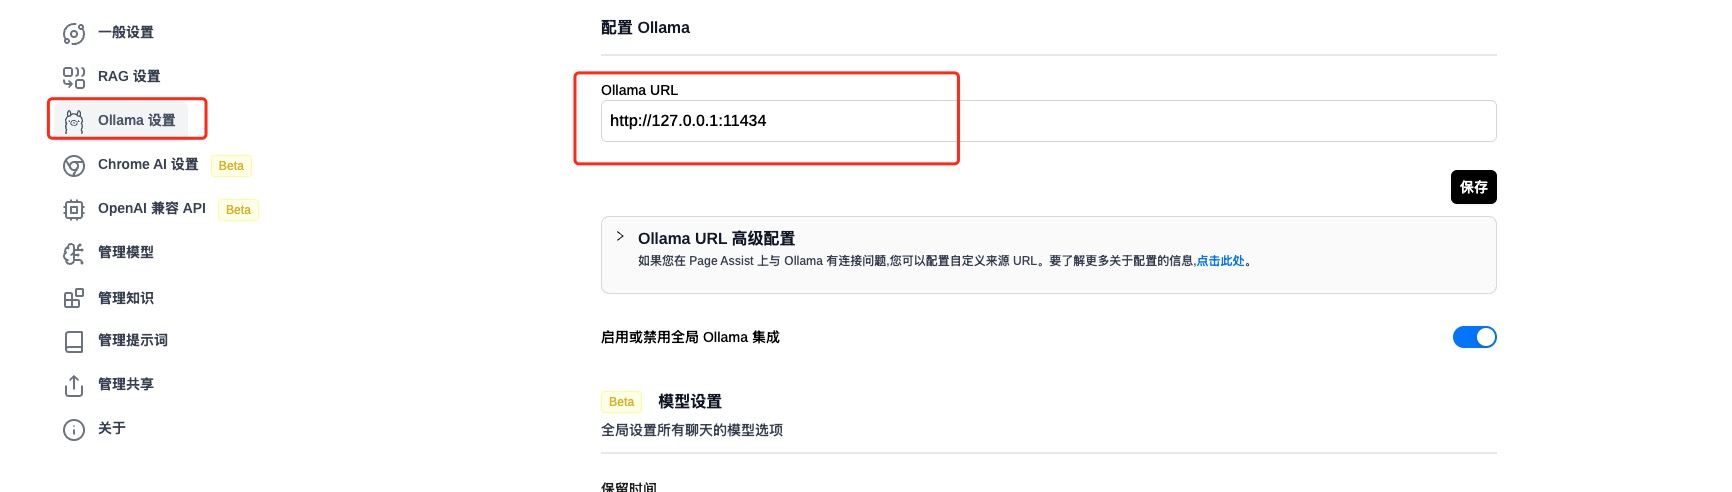 一般设置
RAG 设置
Ollama 设置
Chrome AI 设置 Beta
OpenAI 兼容 API Beta
管理模型
管理知识
管理提示词
管理共享
关于
配置 Ollama
Ollama URL
http://127.0.0.1:11434
保存
Ollama URL 高级配置
如果您在 Page Assist 上与 Ollama 有连接问题,您可以配置自定义来源 URL。要了解更多关于配置的信息,点击此处。
启用或禁用全局 Ollama 集成
Beta 模型设置
全局设置所有聊天的模型选项
保留时间